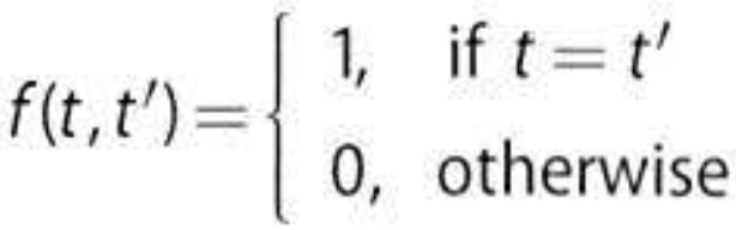 f(t,t′)= { 1, if t=t′
0, otherwise